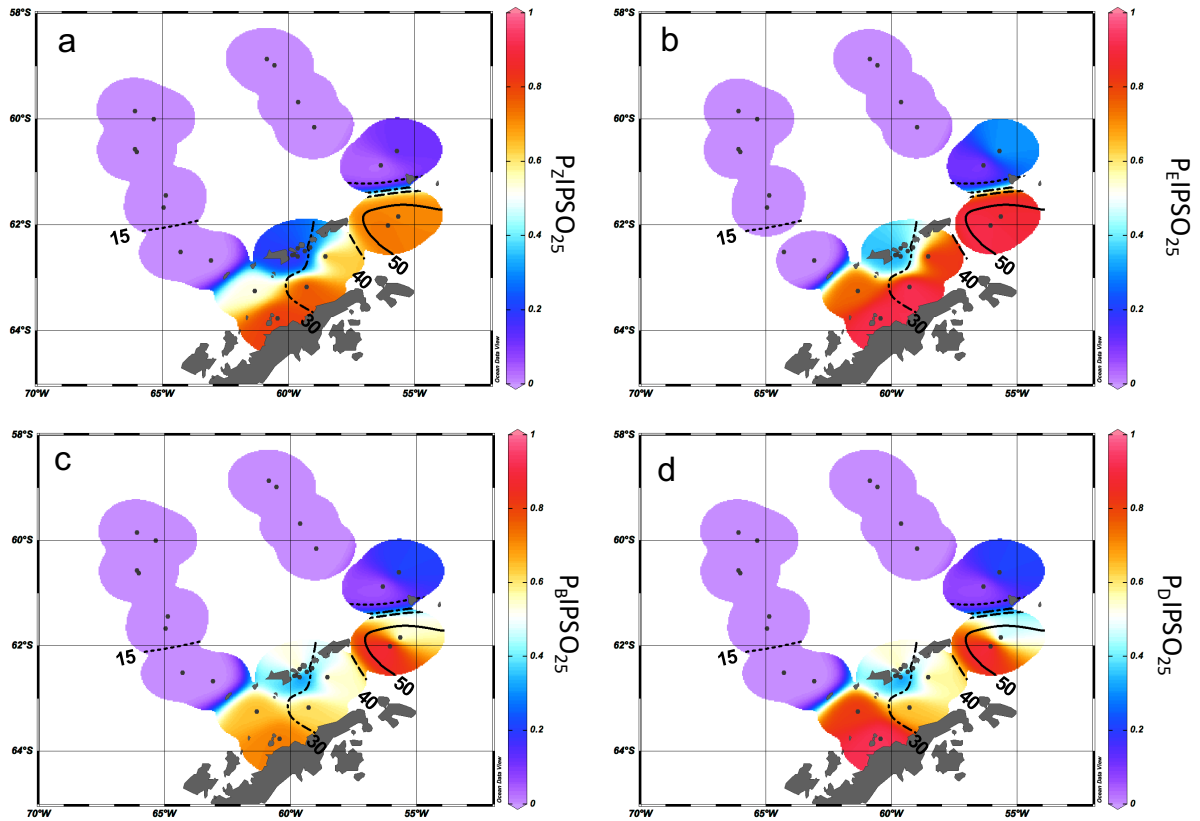 a
58°S
60°S
62°S
64°S
70°W
65°W
60°W
55°W
15
30
40
50
Ocean Data View
1
0.8
0.6
0.4
0.2
0
PZIPSO25
b
58°S
60°S
62°S
64°S
70°W
65°W
60°W
55°W
15
30
40
50
Ocean Data View
1
0.8
0.6
0.4
0.2
0
PEIPSO25
c
58°S
60°S
62°S
64°S
70°W
65°W
60°W
55°W
15
30
40
50
Ocean Data View
1
0.8
0.6
0.4
0.2
0
PBIPSO25
d
58°S
60°S
62°S
64°S
70°W
65°W
60°W
55°W
15
30
40
50
Ocean Data View
1
0.8
0.6
0.4
0.2
0
PDIPSO25